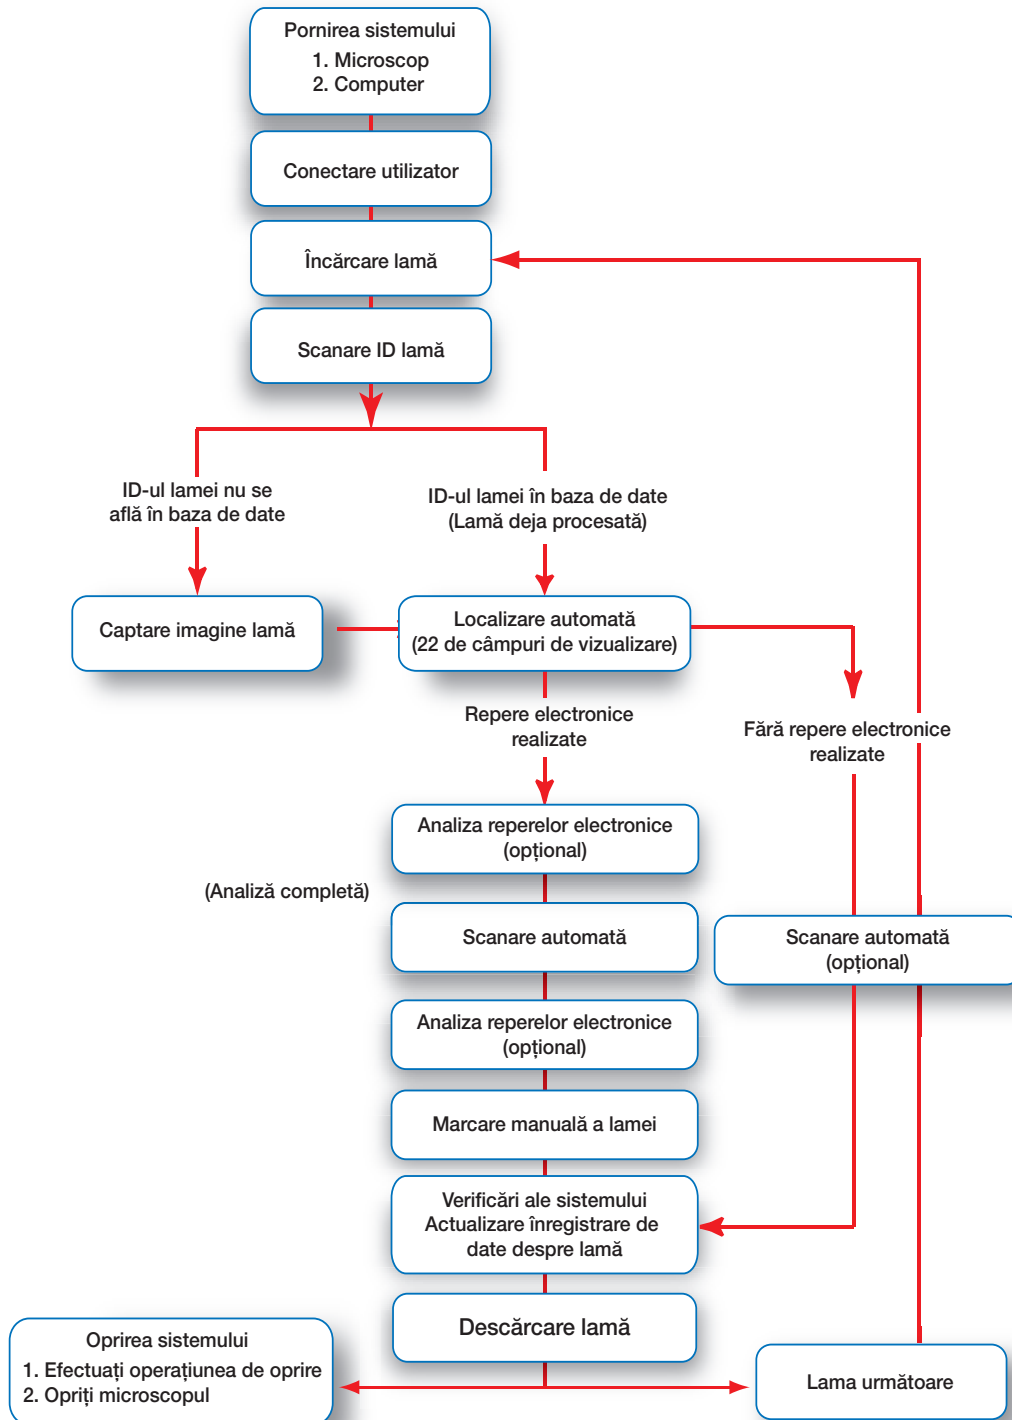 Pornirea sistemului
1. Microscop
2. Computer
Conectare utilizator
Încărcare lamă
Scanare ID lamă
ID-ul lamei nu se
află în baza de date
ID-ul lamei în baza de date
(Lamă deja procesată)
Captare imagine lamă
Localizare automată
(22 de câmpuri de vizualizare)
Repere electronice
realizate
Fără repere electronice
realizate
Analiza reperelor electronice
(opțional)
(Analiză completă)
Scanare automată
Scanare automată
(opțional)
Analiza reperelor electronice
(opțional)
Marcare manuală a lamei
Verificări ale sistemului
Actualizare înregistrare de
date despre lamă
Descărcare lamă
Oprirea sistemului
1. Efectuați operațiunea de oprire
2. Opriți microscopul
Lama următoare